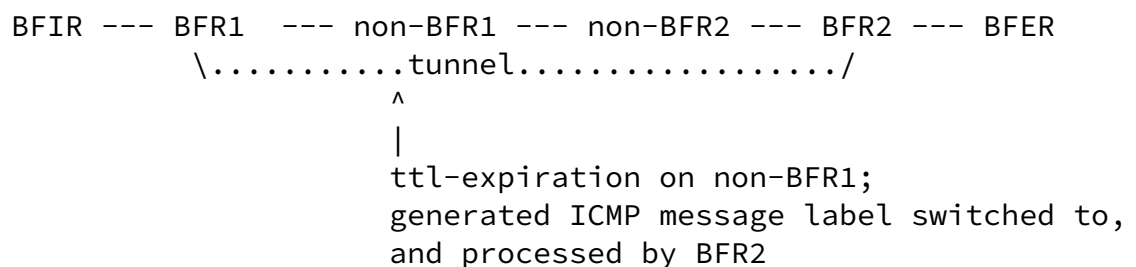 BFIR --- BFR1  --- non-BFR1 --- non-BFR2 --- BFR2 --- BFER
\...........tunnel................../
^
|
ttl-expiration on non-BFR1;
generated ICMP message label switched to,
and processed by BFR2